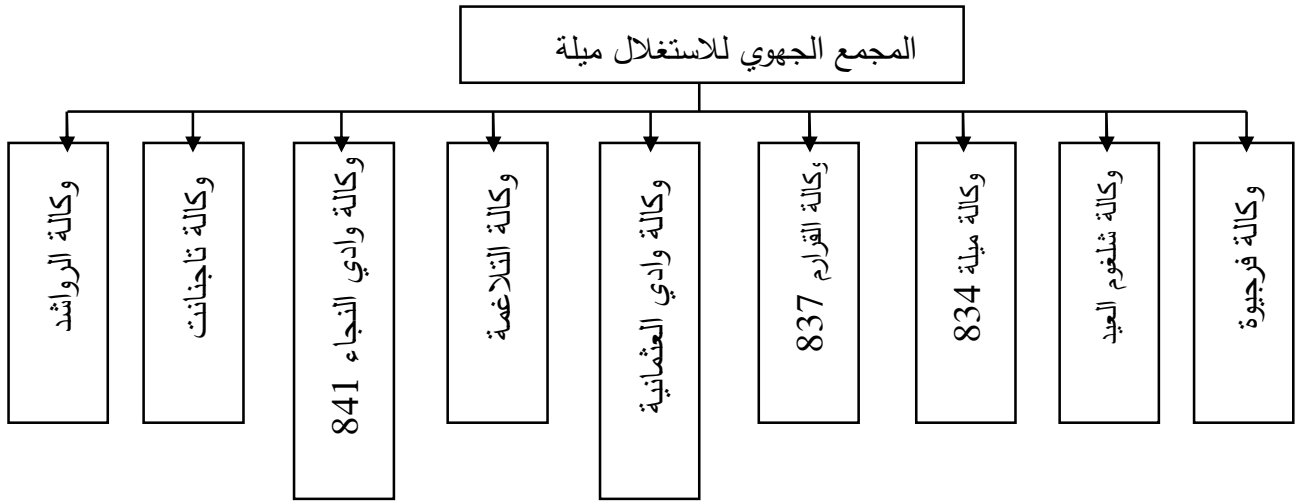 المجمع الجهوي للاستغلال ميلة
وكالة فرجيوة
وكالة شلغوم العيد
وكالة ميلة 834
وكالة القرارم 837
وكالة وادي العثمانية
وكالة التلاغمة
وكالة وادي النجاء 841
وكالة تاجنانت
وكالة الرواشد